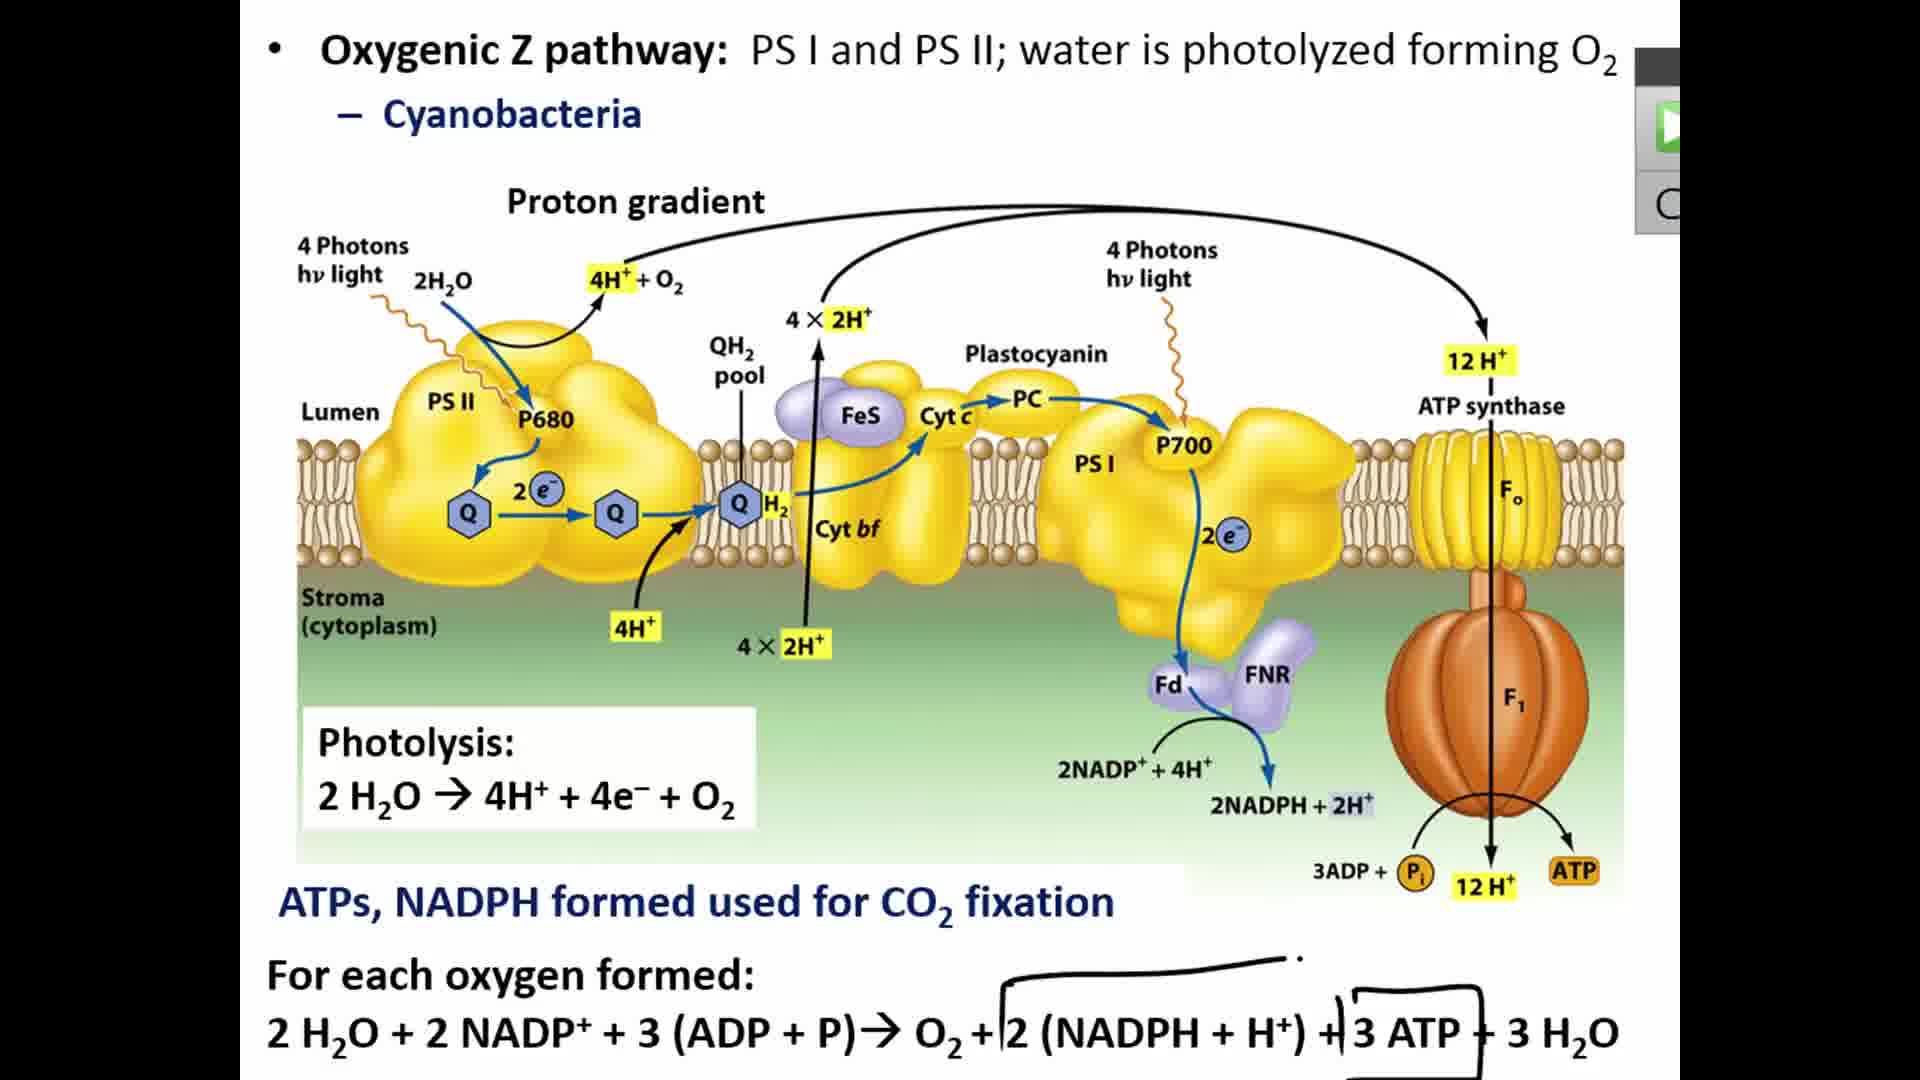 • Oxygenic Z pathway: PS I and PS II; water is photolyzed forming O₂
– Cyanobacteria
Proton gradient
4 Photons
hν light
2H₂O
4H⁺ + O₂
4 Photons
hν light
4 × 2H⁺
QH₂
pool
Plastocyanin
12 H⁺
ATP synthase
Lumen
PS II
P680
FeS
Cyt c
PC
P700
PS I
Q
2 e⁻
Q
Q H₂
Cyt bf
2 e⁻
F₀
Stroma
(cytoplasm)
4H⁺
4 × 2H⁺
Fd
FNR
F₁
Photolysis:
2 H₂O → 4H⁺ + 4e⁻ + O₂
2NADP⁺ + 4H⁺
2NADPH + 2H⁺
3ADP + Pᵢ
12 H⁺
ATP
ATPs, NADPH formed used for CO₂ fixation
For each oxygen formed:
2 H₂O + 2 NADP⁺ + 3 (ADP + P) → O₂ + 2 (NADPH + H⁺) + 3 ATP + 3 H₂O